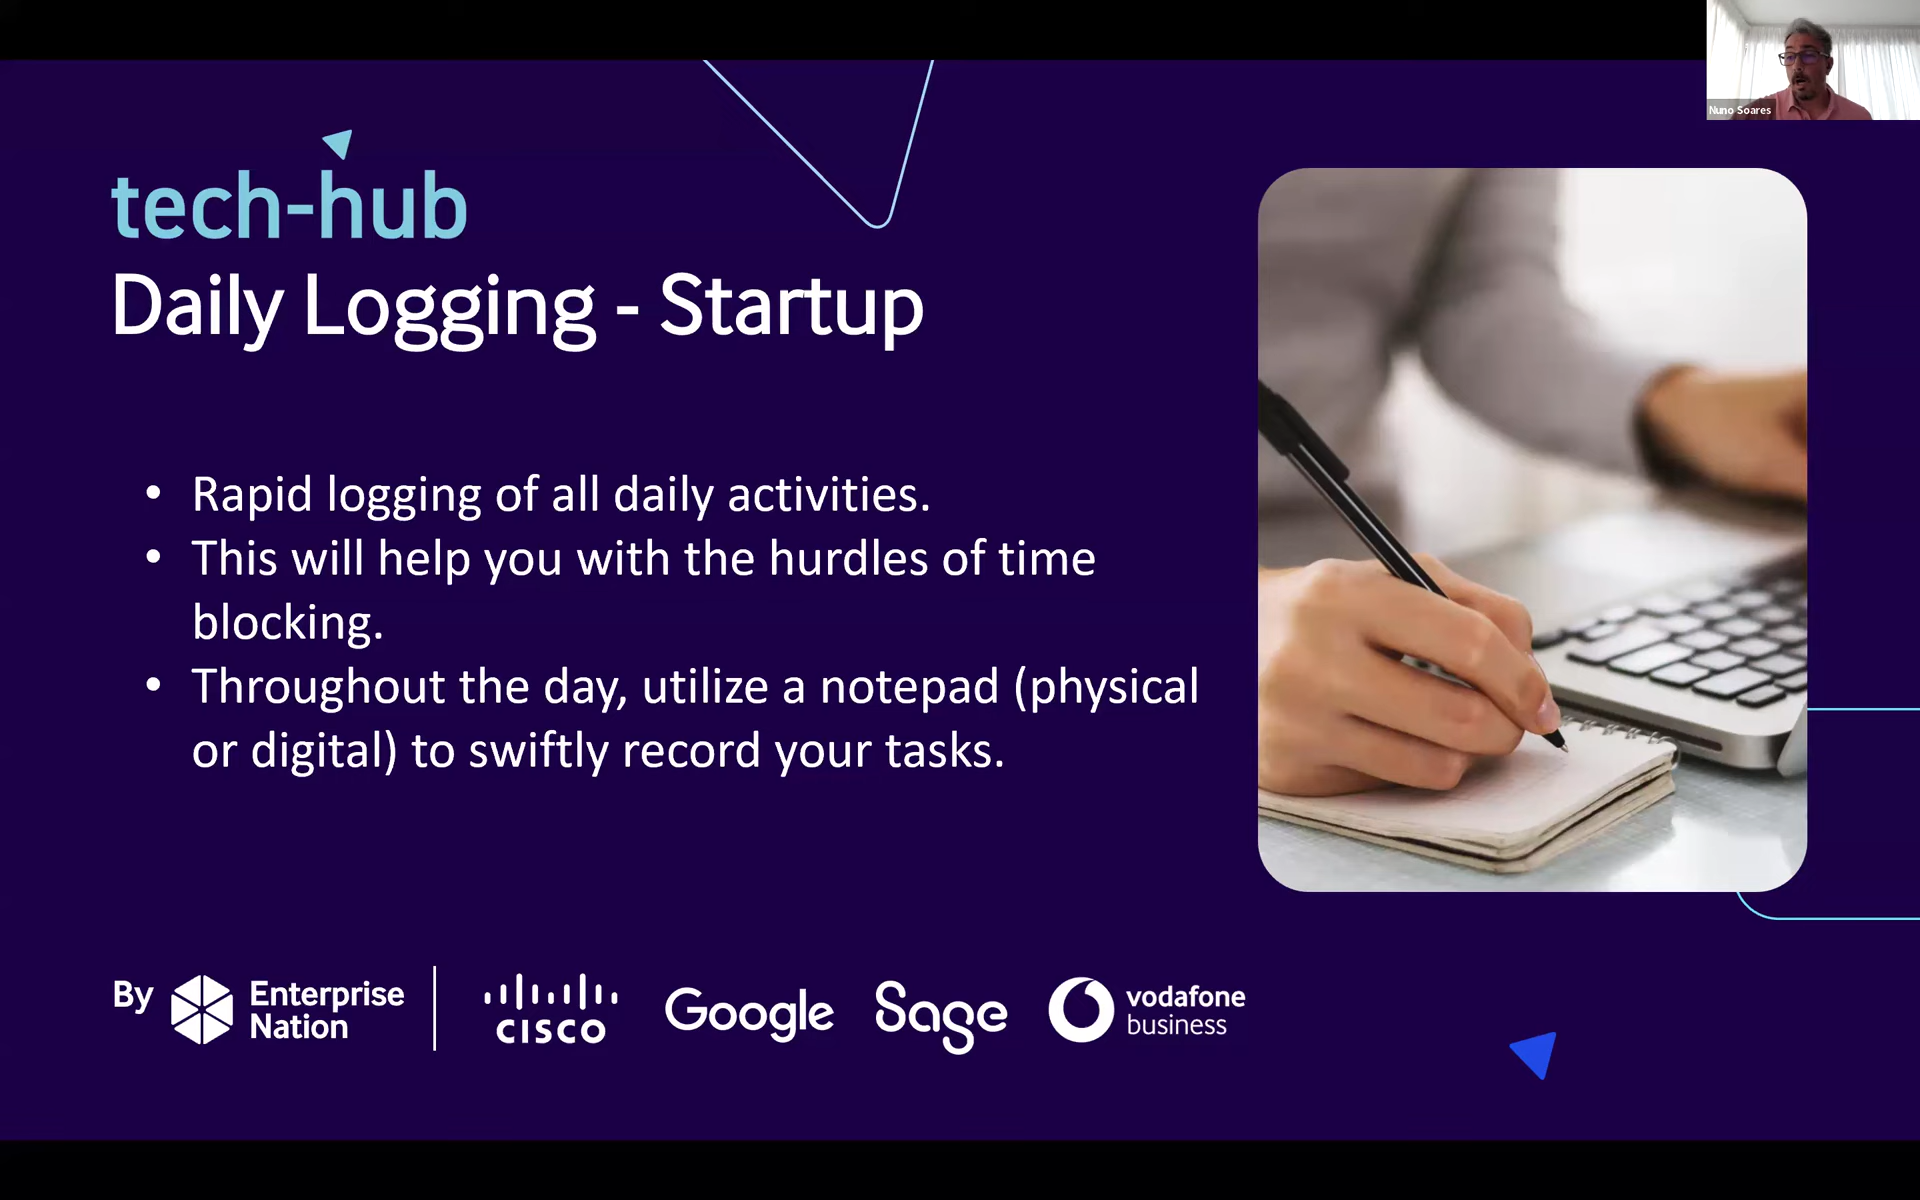 Nuno Soares
tech-hub
Daily Logging - Startup
• Rapid logging of all daily activities.
• This will help you with the hurdles of time
blocking.
• Throughout the day, utilize a notepad (physical
or digital) to swiftly record your tasks.
By
Enterprise
Nation
cisco
Google
Sage
vodafone
business